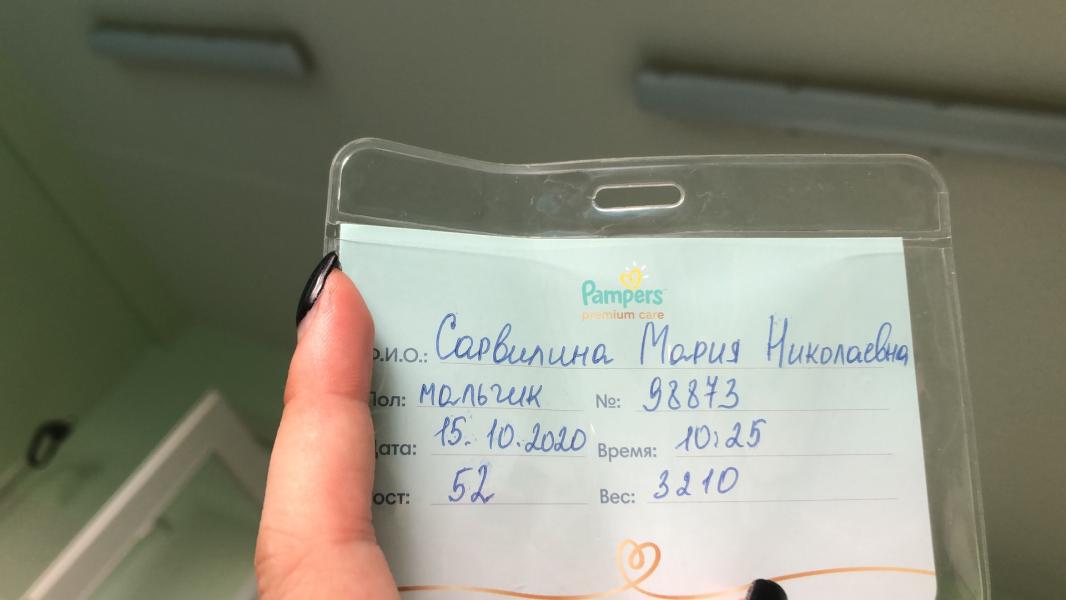 Pampers
premium care
Ф.И.О.: Сарвилина Мария Николаевна
Пол: мальчик №: 98873
Дата: 15.10.2020 Время: 10:25
Рост: 52 Вес: 3210